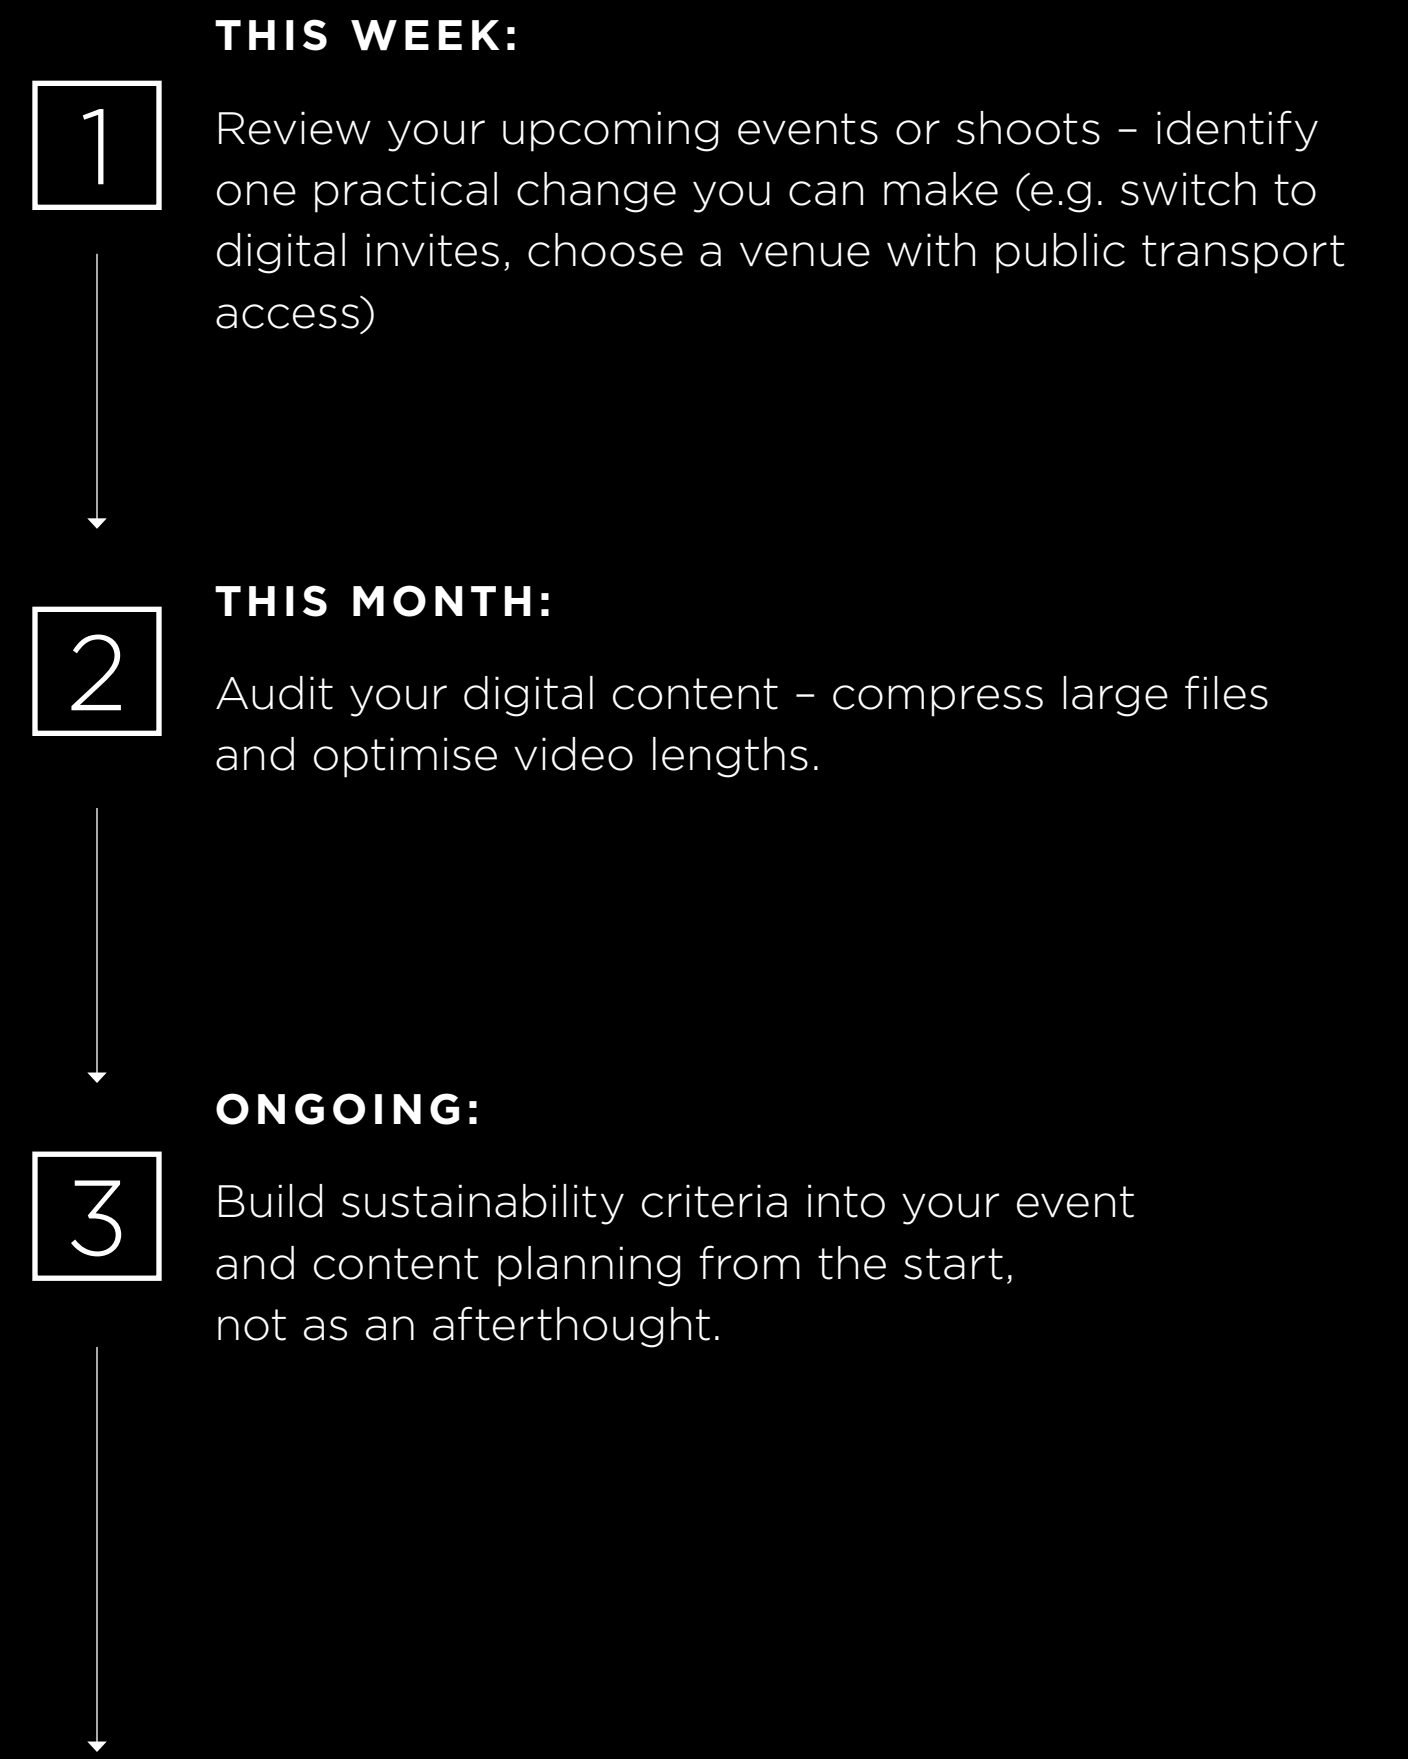 THIS WEEK:
1
Review your upcoming events or shoots – identify
one practical change you can make (e.g. switch to
digital invites, choose a venue with public transport
access)
THIS MONTH:
2
Audit your digital content – compress large files
and optimise video lengths.
ONGOING:
3
Build sustainability criteria into your event
and content planning from the start,
not as an afterthought.